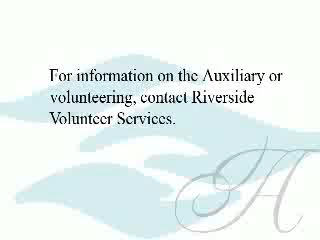 For information on the Auxiliary or
volunteering, contact Riverside
Volunteer Services.
A